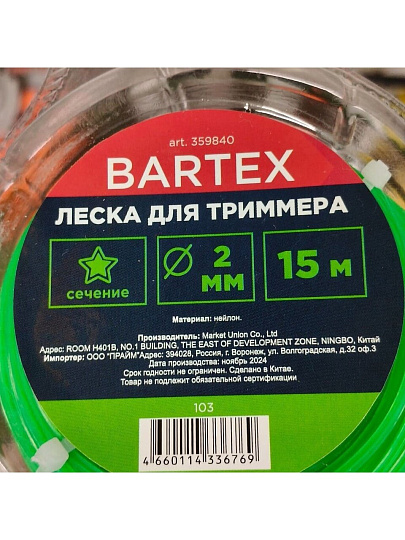 art. 359840
BARTEX
ЛЕСКА ДЛЯ ТРИММЕРА
сечение
2 мм
15 м
Материал: нейлон.
Производитель: Market Union Co., Ltd
Адрес: ROOM H401B, NO.1 BUILDING, THE EAST OF DEVELOPMENT ZONE, NINGBO, Китай
Импортер: ООО "ПРАЙМ"Адрес: 394028, Россия, г. Воронеж, ул. Волгоградская, д.32 оф.3
Дата производства: ноябрь 2024
Срок годности не ограничен. Сделано в Китае.
Товар не подлежит обязательной сертификации
103
4 660114 336769